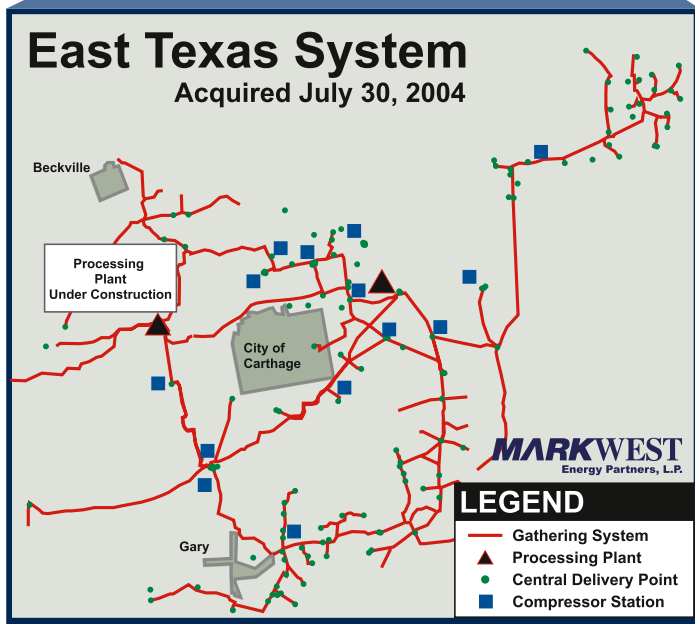 East Texas System
Acquired July 30, 2004
Beckville
Processing
Plant
Under Construction
City of
Carthage
MARKWEST
Energy Partners, L.P.
Gary
LEGEND
Gathering System
Processing Plant
Central Delivery Point
Compressor Station